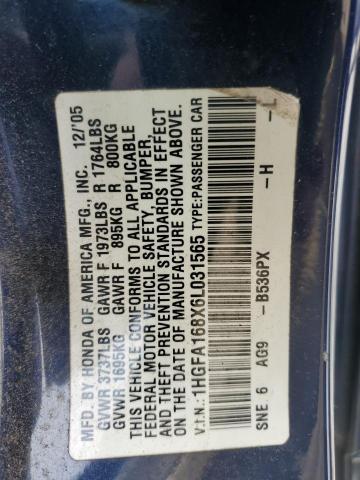 MFD. BY HONDA OF AMERICA MFG., INC. 12/'05
GVWR 3737LBS GAWR F 1973LBS R 1764LBS
GVWR 1695KG GAWR F 895KG R 800KG
THIS VEHICLE CONFORMS TO ALL APPLICABLE
FEDERAL MOTOR VEHICLE SAFETY, BUMPER,
AND THEFT PREVENTION STANDARDS IN EFFECT
ON THE DATE OF MANUFACTURE SHOWN ABOVE.
V.I.N.: 1HGFA168X6L031565 TYPE:PASSENGER CAR
SNE 6 AG9 -B536PX -H -